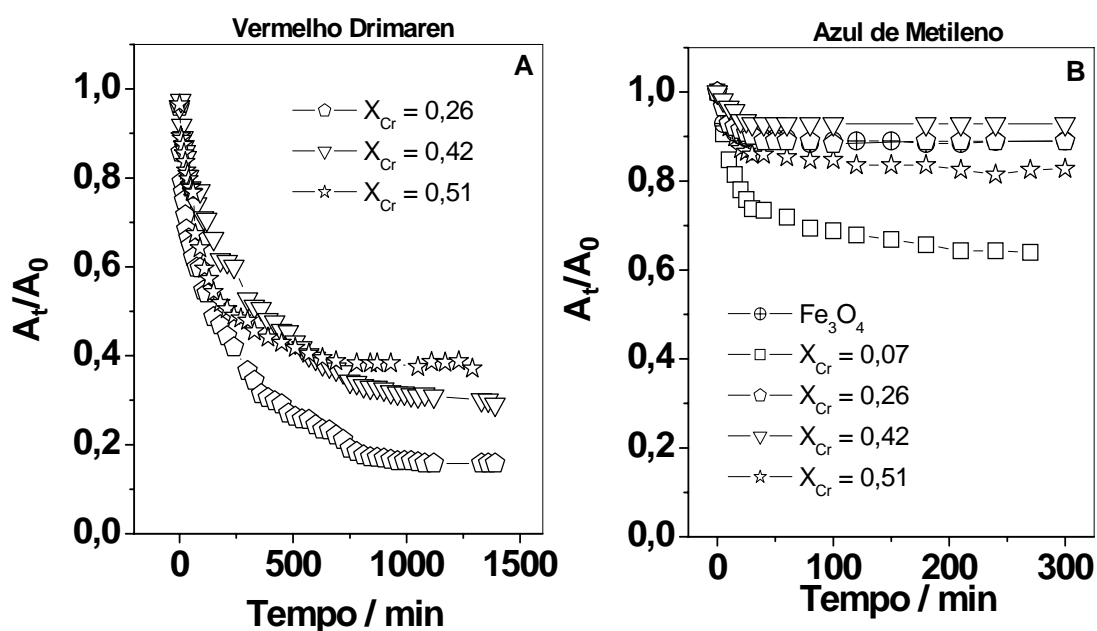 Vermelho Drimaren
A
1,0
0,8
0,6
0,4
0,2
0,0
A_t/A_0
X_Cr = 0,26
X_Cr = 0,42
X_Cr = 0,51
0 500 1000 1500
Tempo / min
Azul de Metileno
B
1,0
0,8
0,6
0,4
0,2
0,0
A_t/A_0
Fe_3O_4
X_Cr = 0,07
X_Cr = 0,26
X_Cr = 0,42
X_Cr = 0,51
0 100 200 300
Tempo / min